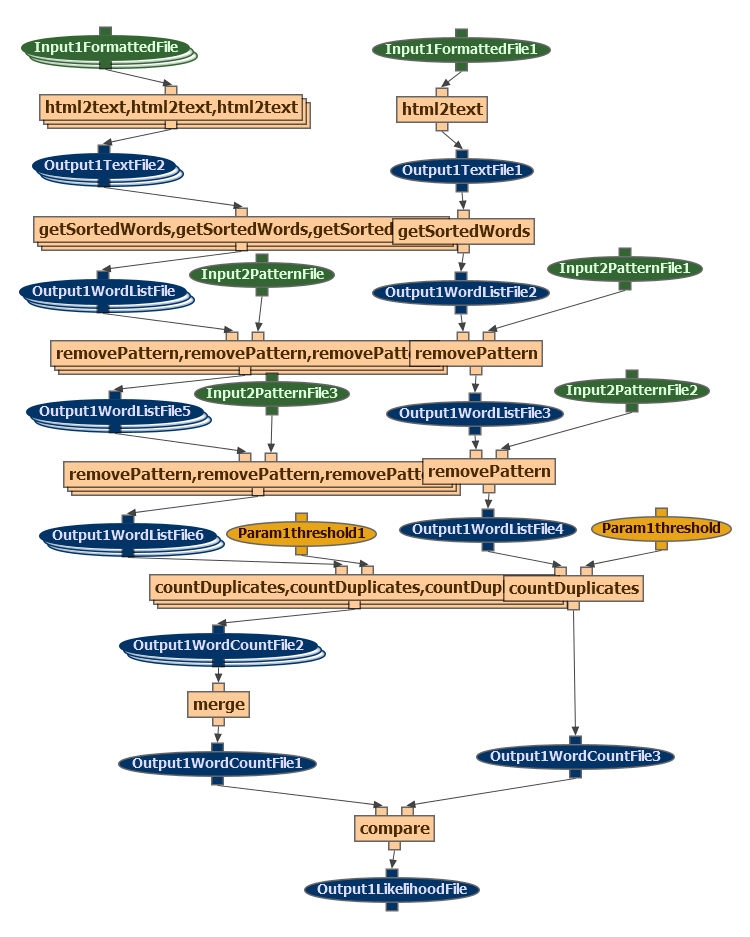 Input1FormattedFile
Input1FormattedFile1
html2text,html2text,html2text
html2text
Output1TextFile2
Output1TextFile1
getSortedWords,getSortedWords,getSorted
getSortedWords
Input2PatternFile
Input2PatternFile1
Output1WordListFile
Output1WordListFile2
removePattern,removePattern,removePatt
removePattern
Input2PatternFile3
Input2PatternFile2
Output1WordListFile5
Output1WordListFile3
removePattern,removePattern,removePatt
removePattern
Output1WordListFile6
Param1threshold1
Output1WordListFile4
Param1threshold
countDuplicates,countDuplicates,countDup
countDuplicates
Output1WordCountFile2
merge
Output1WordCountFile1
Output1WordCountFile3
compare
Output1LikelihoodFile